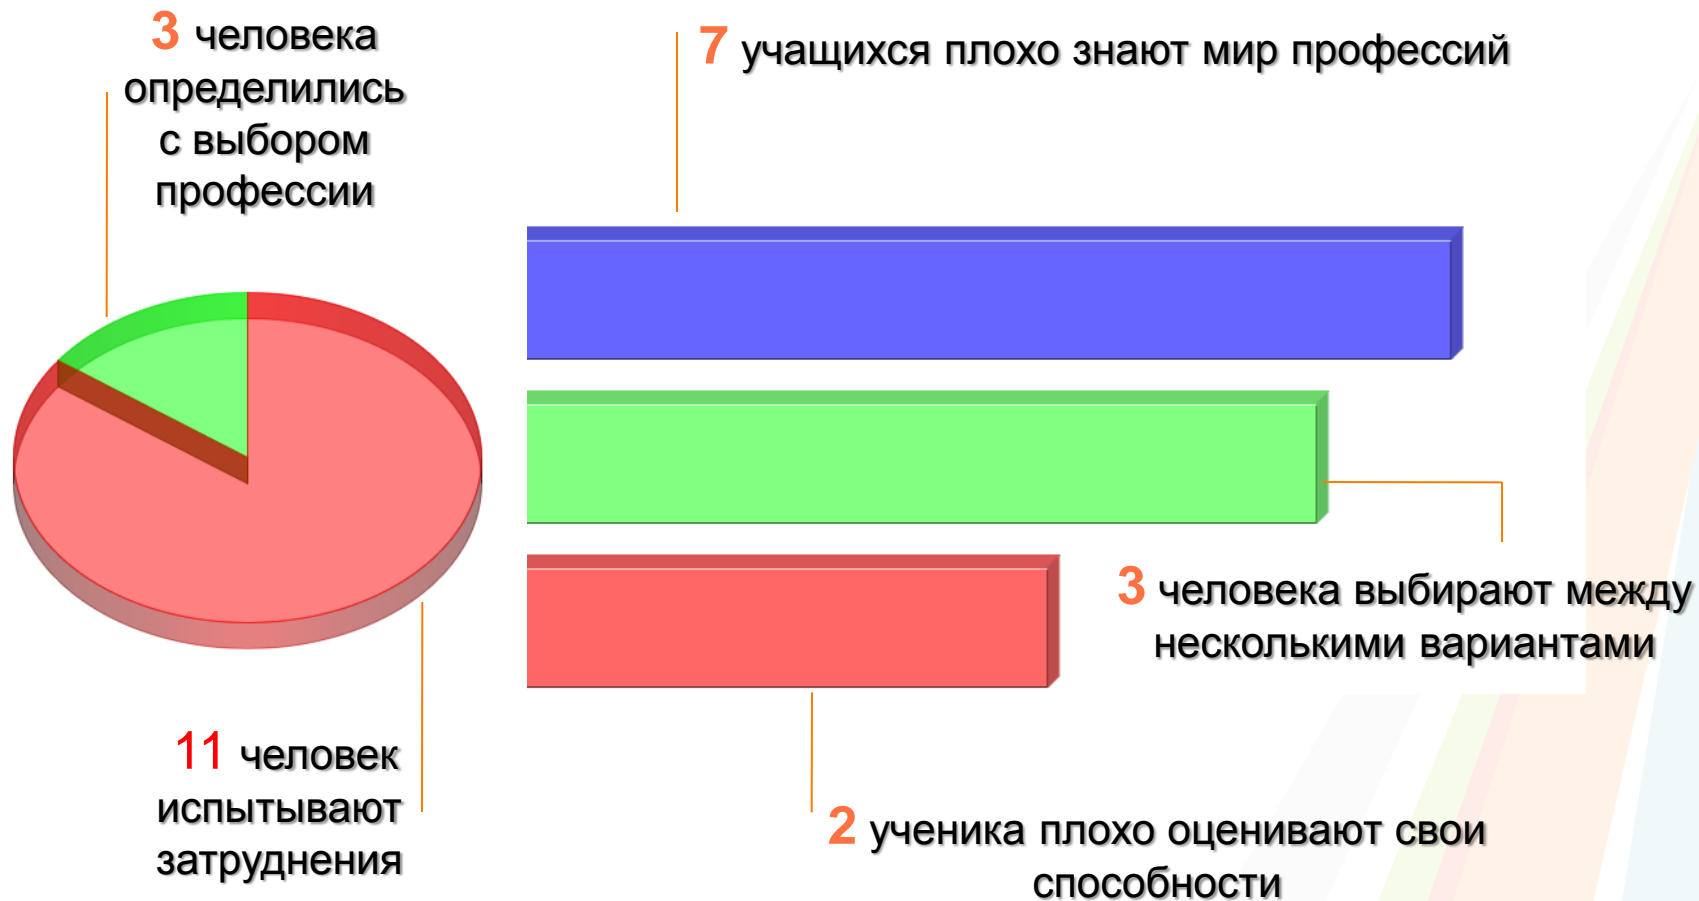 3 человека
определились
с выбором
профессии
7 учащихся плохо знают мир профессий
3 человека выбирают между
несколькими вариантами
11 человек
испытывают
затруднения
2 ученика плохо оценивают свои
способности